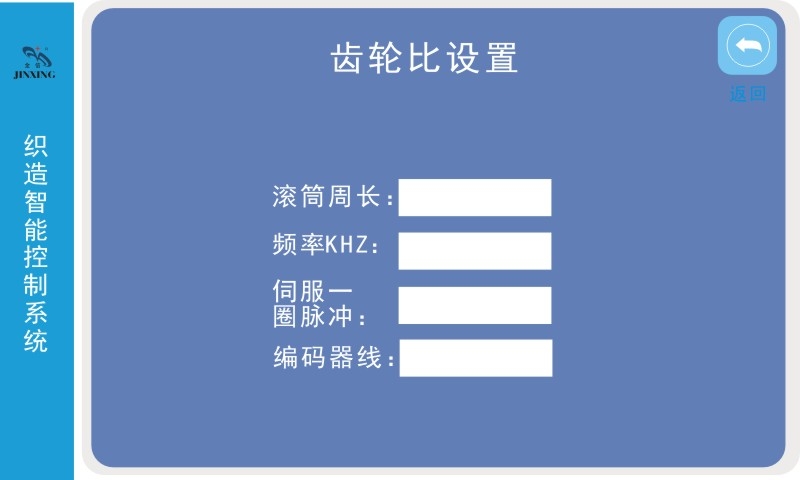 齿轮比设置
返回
JINXING
织造智能控制系统
滚筒周长:
频率KHZ:
伺服一
圈脉冲:
编码器线: